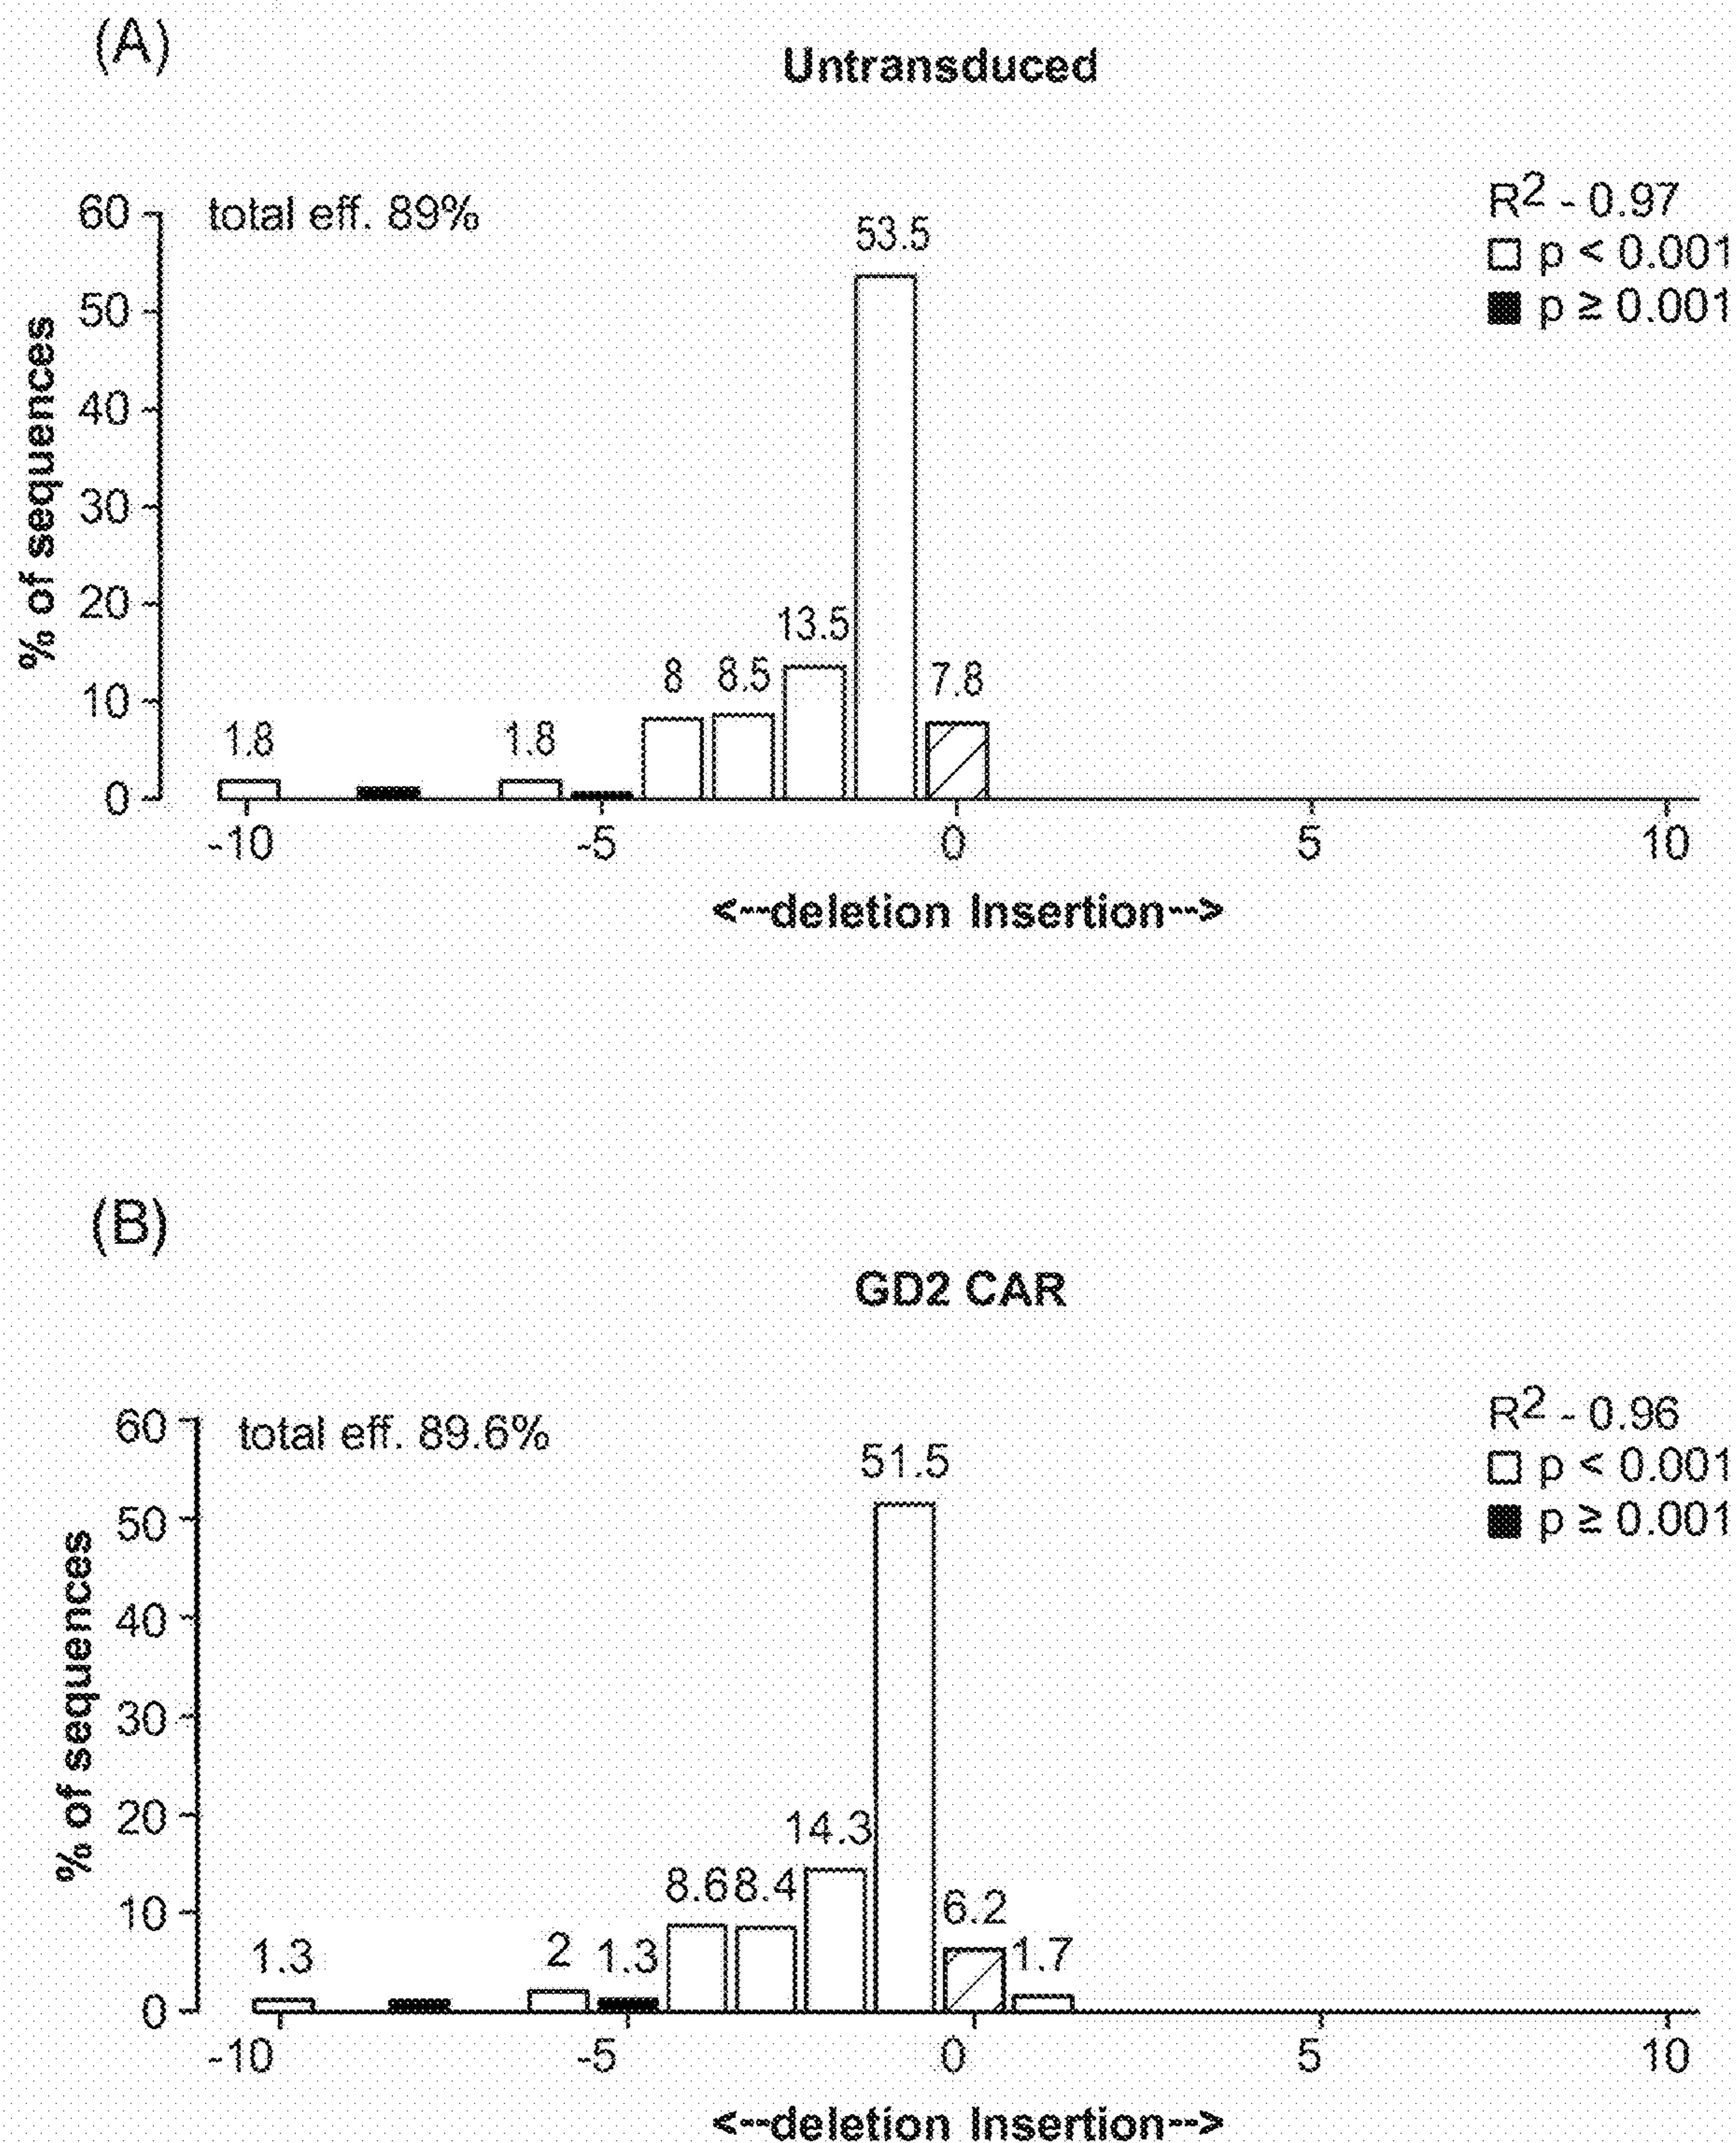 (A)
Untransduced
total eff. 89%
R2 - 0.97
p < 0.001
p ≥ 0.001
% of sequences
60
50
40
30
20
10
0
1.8
1.8
8
8.5
13.5
53.5
7.8
-10
-5
0
5
10
<--deletion Insertion-->
(B)
GD2 CAR
total eff. 89.6%
R2 - 0.96
p < 0.001
p ≥ 0.001
% of sequences
60
50
40
30
20
10
0
1.3
2
1.3
8.6
8.4
14.3
51.5
6.2
1.7
-10
-5
0
5
10
<--deletion Insertion-->